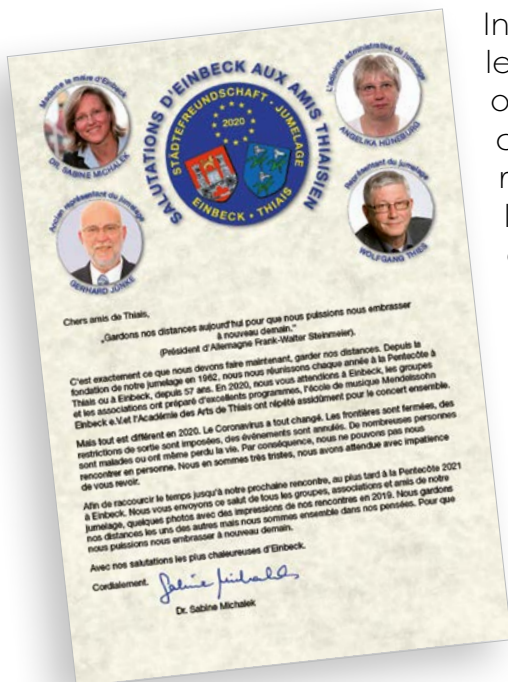 In
le
o
SALUTATIONS D'EINBECK AUX AMIS THIAISIEN
STÄDTEFREUNDSCHAFT · JUMELAGE
2020
EINBECK · THIAIS
Madame le maire d'Einbeck
DR. SABINE MICHALEK
L'adjointe administrative du jumelage
ANGELIKA HÜNEBURG
Ancien représentant du jumelage
GERHARD JÜNKE
Représentant du jumelage
WOLFGANG THIES
Chers amis de Thiais,
„Gardons nos distances aujourd'hui pour que nous puissions nous embrasser
à nouveau demain."
(Président d'Allemagne Frank-Walter Steinmeier).
C'est exactement ce que nous devons faire maintenant, garder nos distances. Depuis la
fondation de notre jumelage en 1962, nous nous réunissons chaque année à la Pentecôte à
Thiais ou à Einbeck, depuis 57 ans. En 2020, nous vous attendions à Einbeck, les groupes
et les associations ont préparé d'excellents programmes, l'école de musique Mendelssohn
Einbeck e.V.et l'Académie des Arts de Thiais ont répété assidûment pour le concert ensemble.
Mais tout est différent en 2020. Le Coronavirus a tout changé. Les frontières sont fermées, des
restrictions de sortie sont imposées, des événements sont annulés. De nombreuses personnes
sont malades ou ont même perdu la vie. Par conséquence, nous ne pouvons pas nous
rencontrer en personne. Nous en sommes très tristes, nous avons attendue avec impatience
de vous revoir.
Afin de raccourcir le temps jusqu'à notre prochaine rencontre, au plus tard à la Pentecôte 2021
à Einbeck. Nous vous envoyons ce salut de tous les groupes, associations et amis de notre
jumelage, quelques photos avec des impressions de nos rencontres en 2019. Nous gardons
nos distances les uns des autres mais nous sommes ensemble dans nos pensées. Pour que
nous puissions nous embrasser à nouveau demain.
Avec nos salutations les plus chaleureuses d'Einbeck.
Cordialement.
Sabine Michalek
Dr. Sabine Michalek